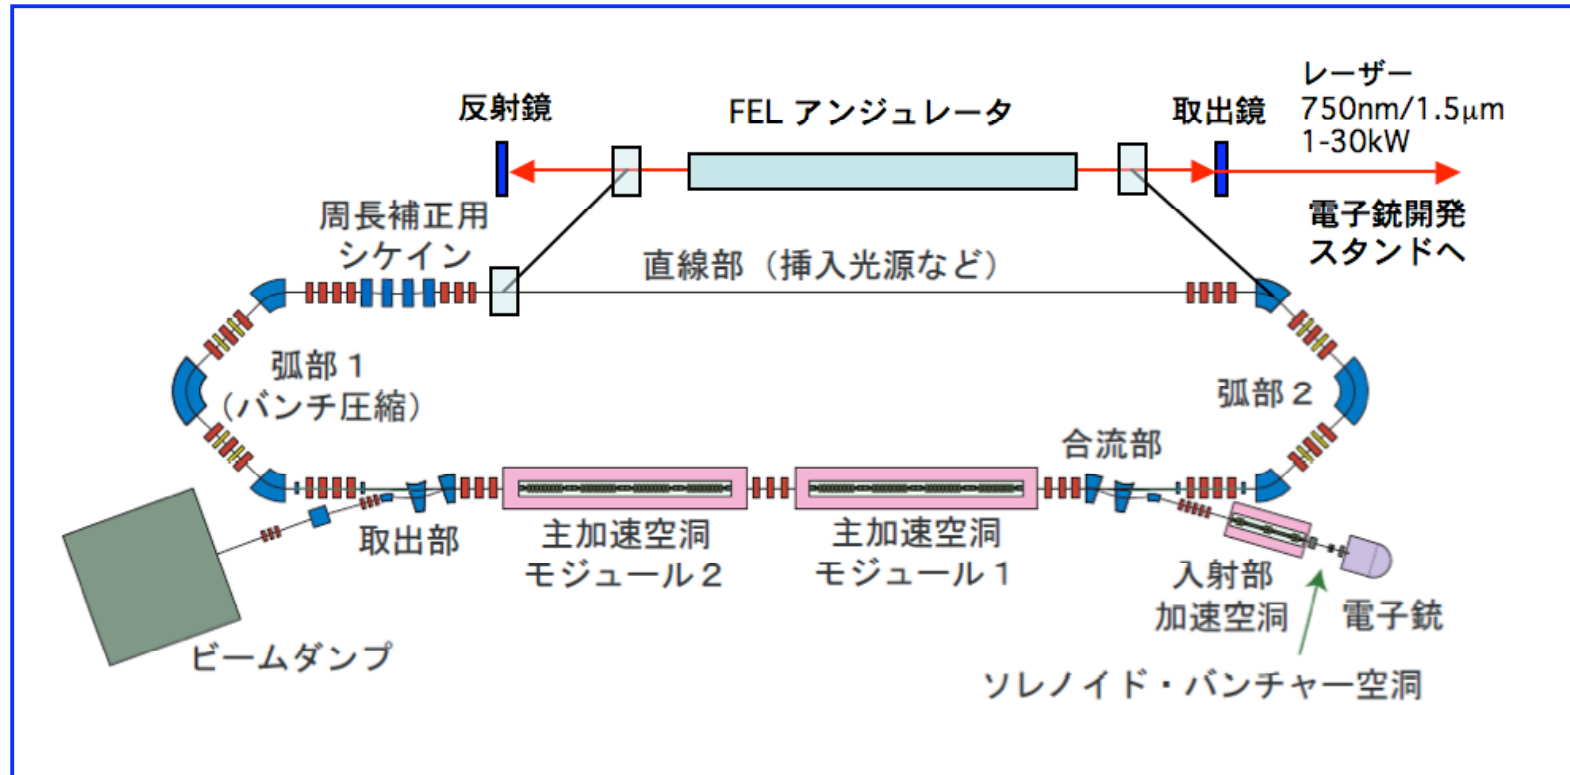 レーザー
750nm/1.5μm
1-30kW
反射鏡
FEL アンジュレータ
取出鏡
電子銃開発
スタンドへ
周長補正用
シケイン
直線部（挿入光源など）
弧部１
（バンチ圧縮）
弧部２
合流部
取出部
主加速空洞
モジュール２
主加速空洞
モジュール１
入射部
加速空洞
電子銃
ビームダンプ
ソレノイド・バンチャー空洞